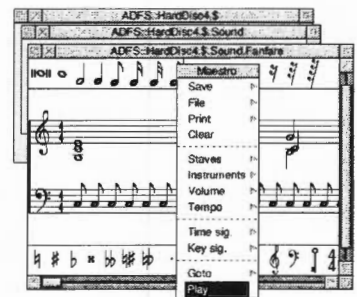 ADFS::HardDisc4.$
ADFS::HardDisc4.$.Sound
ADFS::HardDisc4.$.Sound.Fanfare
Maestro
Save
File
Print
Clear
Staves
Instruments
Volume
Tempo
Time sig.
Key sig.
Goto
Play